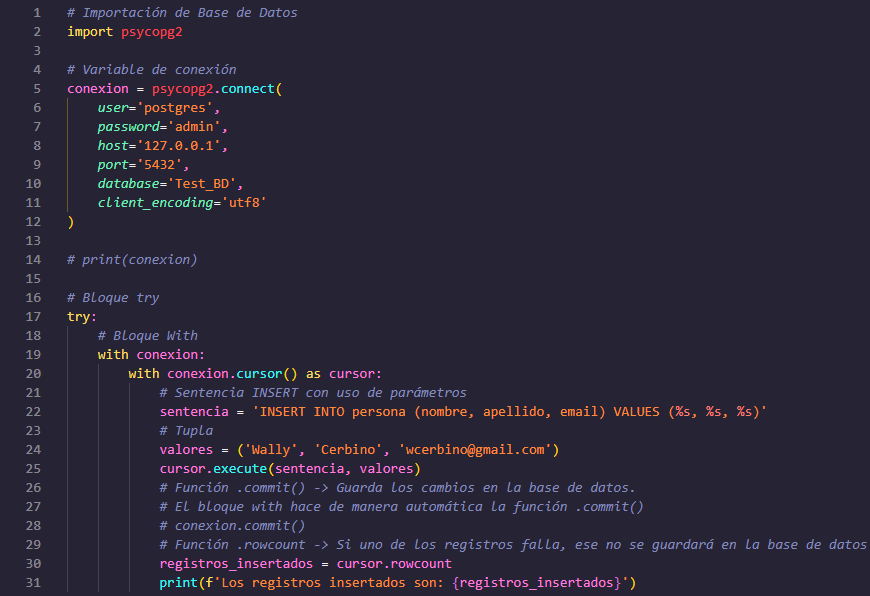 1 # Importación de Base de Datos
2 import psycopg2
3
4 # Variable de conexión
5 conexion = psycopg2.connect(
6     user='postgres',
7     password='admin',
8     host='127.0.0.1',
9     port='5432',
10     database='Test_BD',
11     client_encoding='utf8'
12 )
13
14 # print(conexion)
15
16 # Bloque try
17 try:
18     # Bloque With
19     with conexion:
20         with conexion.cursor() as cursor:
21             # Sentencia INSERT con uso de parámetros
22             sentencia = 'INSERT INTO persona (nombre, apellido, email) VALUES (%s, %s, %s)'
23             # Tupla
24             valores = ('Wally', 'Cerbino', 'wcerbino@gmail.com')
25             cursor.execute(sentencia, valores)
26             # Función .commit() -> Guarda los cambios en la base de datos.
27             # El bloque with hace de manera automática la función .commit()
28             # conexion.commit()
29             # Función .rowcount -> Si uno de los registros falla, ese no se guardará en la base de datos
30             registros_insertados = cursor.rowcount
31             print(f'Los registros insertados son: {registros_insertados}')